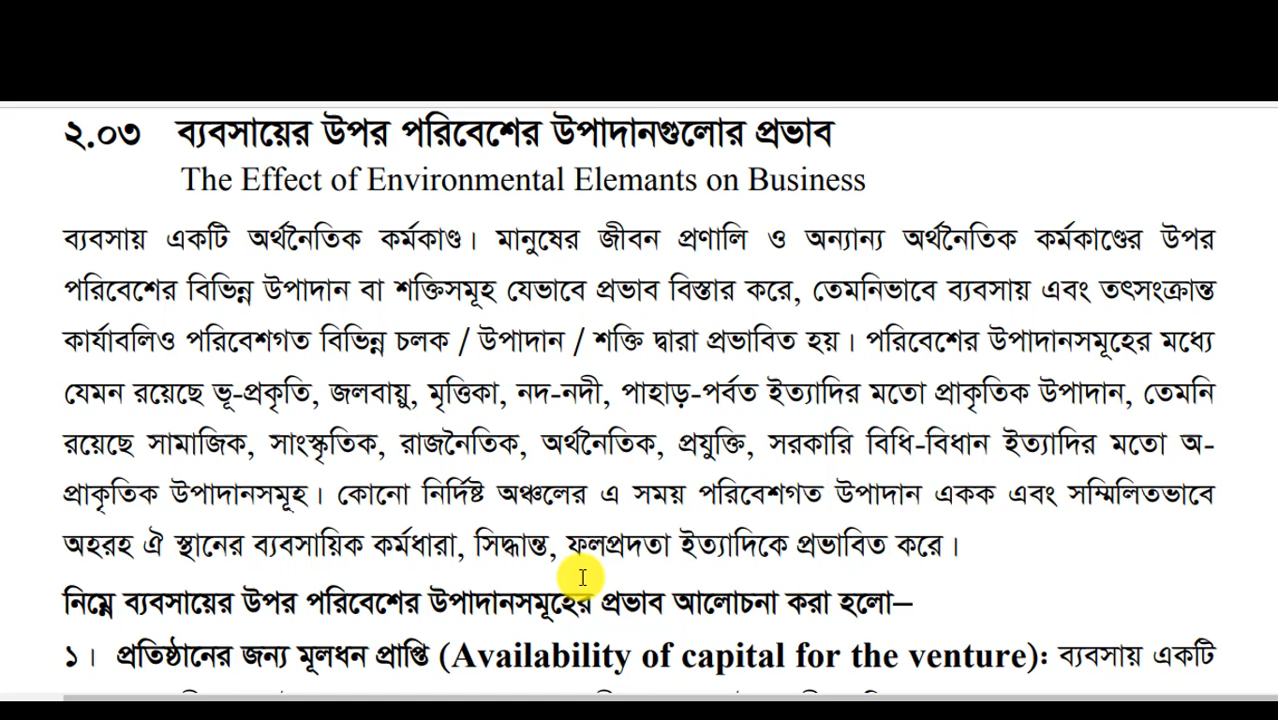 ২.০৩ ব্যবসায়ের উপর পরিবেশের উপাদানগুলোর প্রভাব
The Effect of Environmental Elemants on Business
ব্যবসায় একটি অর্থনৈতিক কর্মকাণ্ড। মানুষের জীবন প্রণালি ও অন্যান্য অর্থনৈতিক কর্মকাণ্ডের উপর
পরিবেশের বিভিন্ন উপাদান বা শক্তিসমূহ যেভাবে প্রভাব বিস্তার করে, তেমনিভাবে ব্যবসায় এবং তৎসংক্রান্ত
কার্যাবলিও পরিবেশগত বিভিন্ন চলক / উপাদান / শক্তি দ্বারা প্রভাবিত হয়। পরিবেশের উপাদানসমূহের মধ্যে
যেমন রয়েছে ভূ-প্রকৃতি, জলবায়ু, মৃত্তিকা, নদ-নদী, পাহাড়-পর্বত ইত্যাদির মতো প্রাকৃতিক উপাদান, তেমনি
রয়েছে সামাজিক, সাংস্কৃতিক, রাজনৈতিক, অর্থনৈতিক, প্রযুক্তি, সরকারি বিধি-বিধান ইত্যাদির মতো অ-
প্রাকৃতিক উপাদানসমূহ। কোনো নির্দিষ্ট অঞ্চলের এ সময় পরিবেশগত উপাদান একক এবং সম্মিলিতভাবে
অহরহ ঐ স্থানের ব্যবসায়িক কর্মধারা, সিদ্ধান্ত, ফলপ্রদতা ইত্যাদিকে প্রভাবিত করে।
নিম্নে ব্যবসায়ের উপর পরিবেশের উপাদানসমূহের প্রভাব আলোচনা করা হলো–
১। প্রতিষ্ঠানের জন্য মূলধন প্রাপ্তি (Availability of capital for the venture): ব্যবসায় একটি